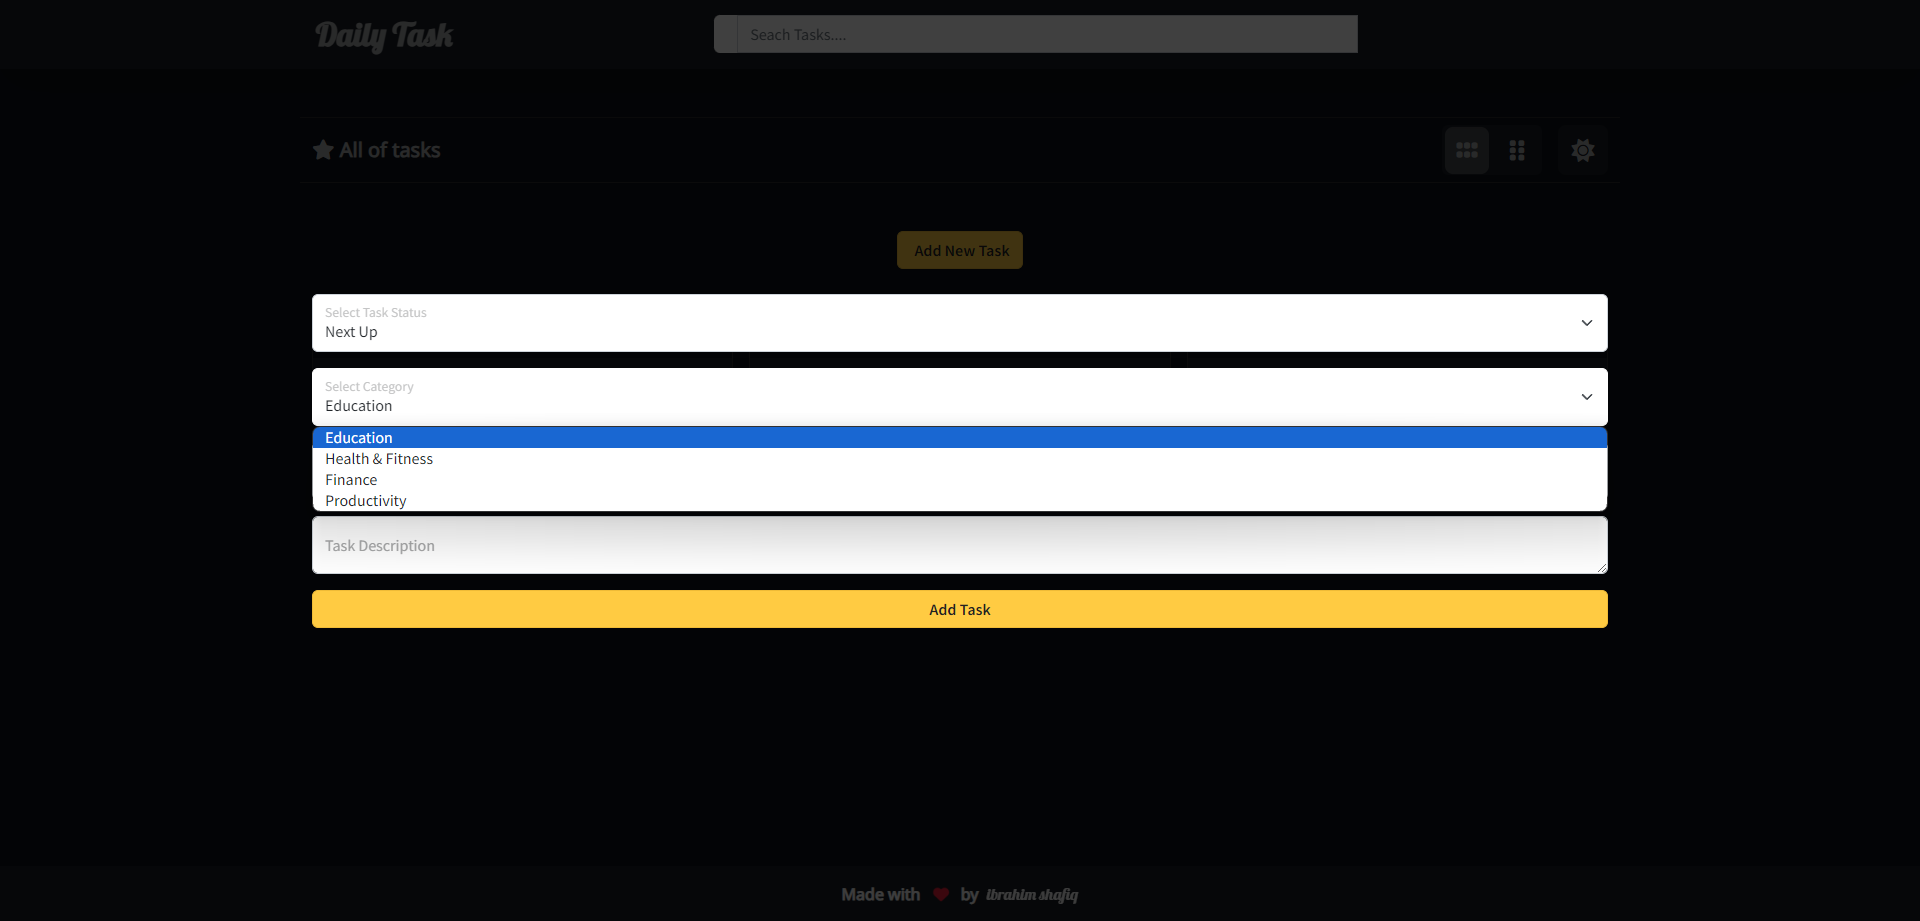 Daily Task
Seach Tasks....
All of tasks
Add New Task
Select Task Status
Next Up
Select Category
Education
Education
Health & Fitness
Finance
Productivity
Task Description
Add Task
Made with by ibrahim shafiq